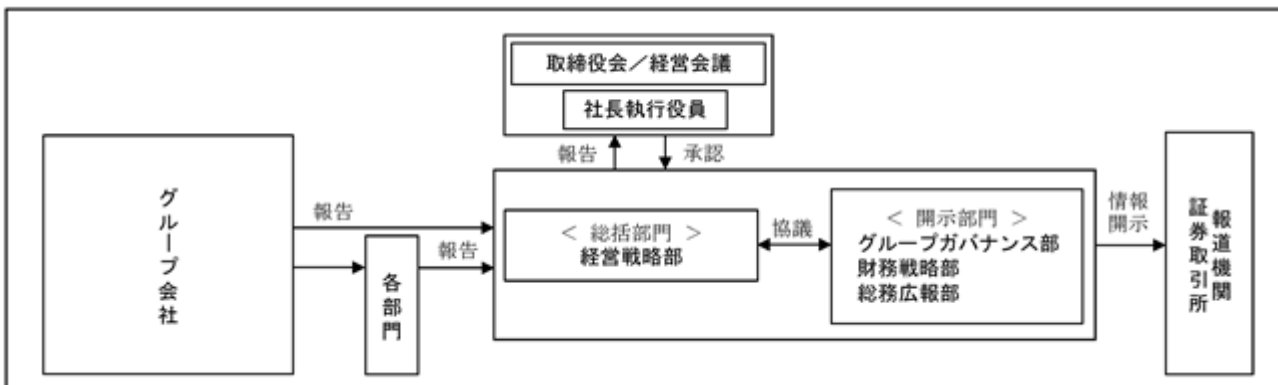 取締役会／経営会議
社長執行役員
報告
承認
グループ会社
報告
報告
各部門
＜ 総括部門 ＞
経営戦略部
協議
＜ 開示部門 ＞
グループガバナンス部
財務戦略部
総務広報部
情報
開示
報道機関
証券取引所